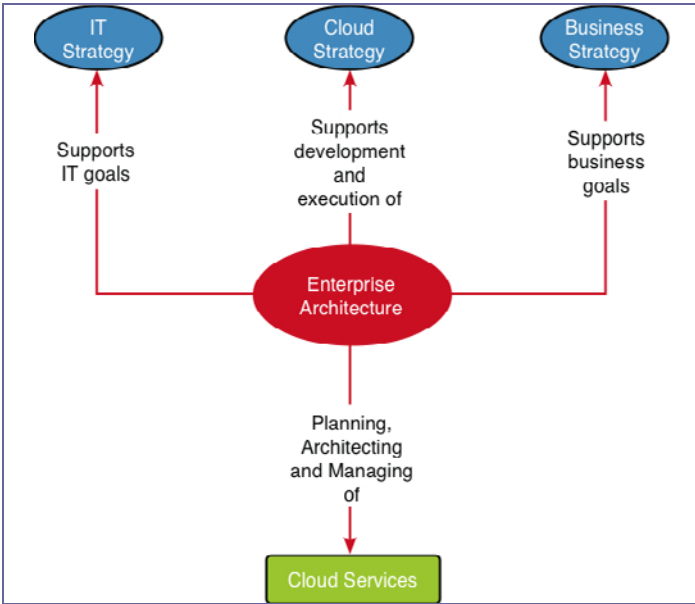 IT
Strategy
Cloud
Strategy
Business
Strategy
Supports
IT goals
Supports
development
and
execution of
Supports
business
goals
Enterprise
Architecture
Planning,
Architecting
and Managing
of
Cloud Services